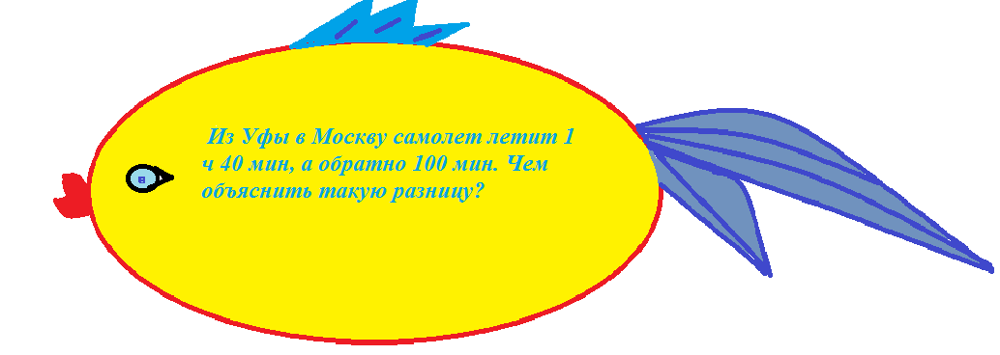 Из Уфы в Москву самолет летит 1
ч 40 мин, а обратно 100 мин. Чем
объяснить такую разницу?